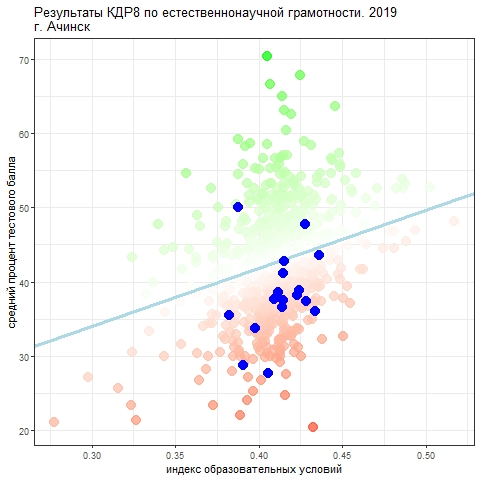 Результаты КДР8 по естественнонаучной грамотности. 2019
г. Ачинск
средний процент тестового балла
70
60
50
40
30
20
0.30 0.35 0.40 0.45 0.50
индекс образовательных условий